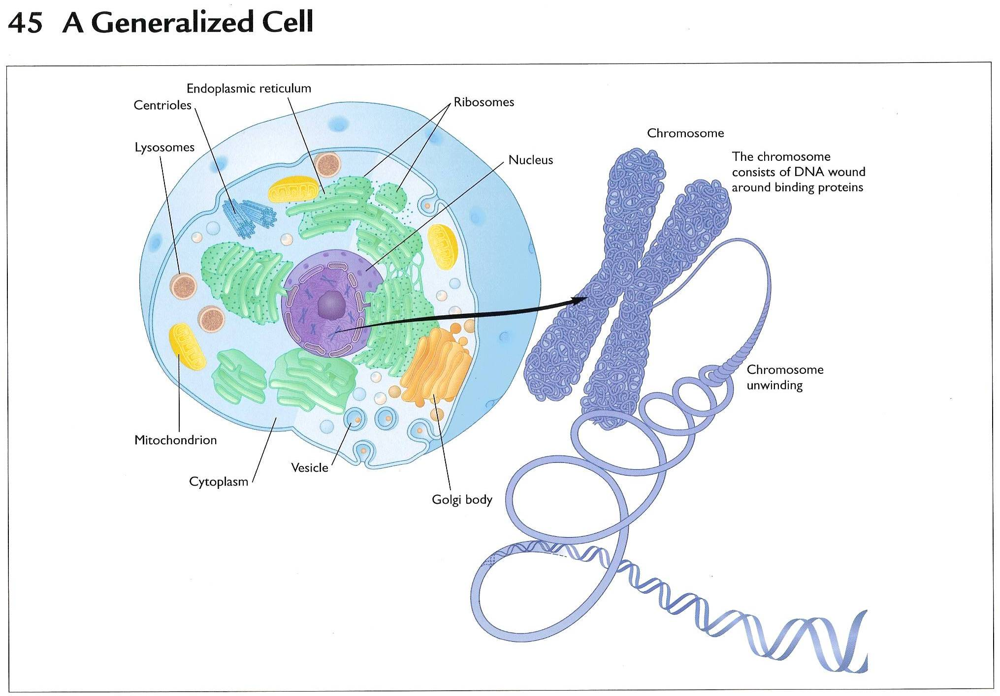 45 A Generalized Cell
Endoplasmic reticulum
Centrioles
Ribosomes
Lysosomes
Nucleus
Chromosome
The chromosome
consists of DNA wound
around binding proteins
Chromosome
unwinding
Mitochondrion
Vesicle
Cytoplasm
Golgi body